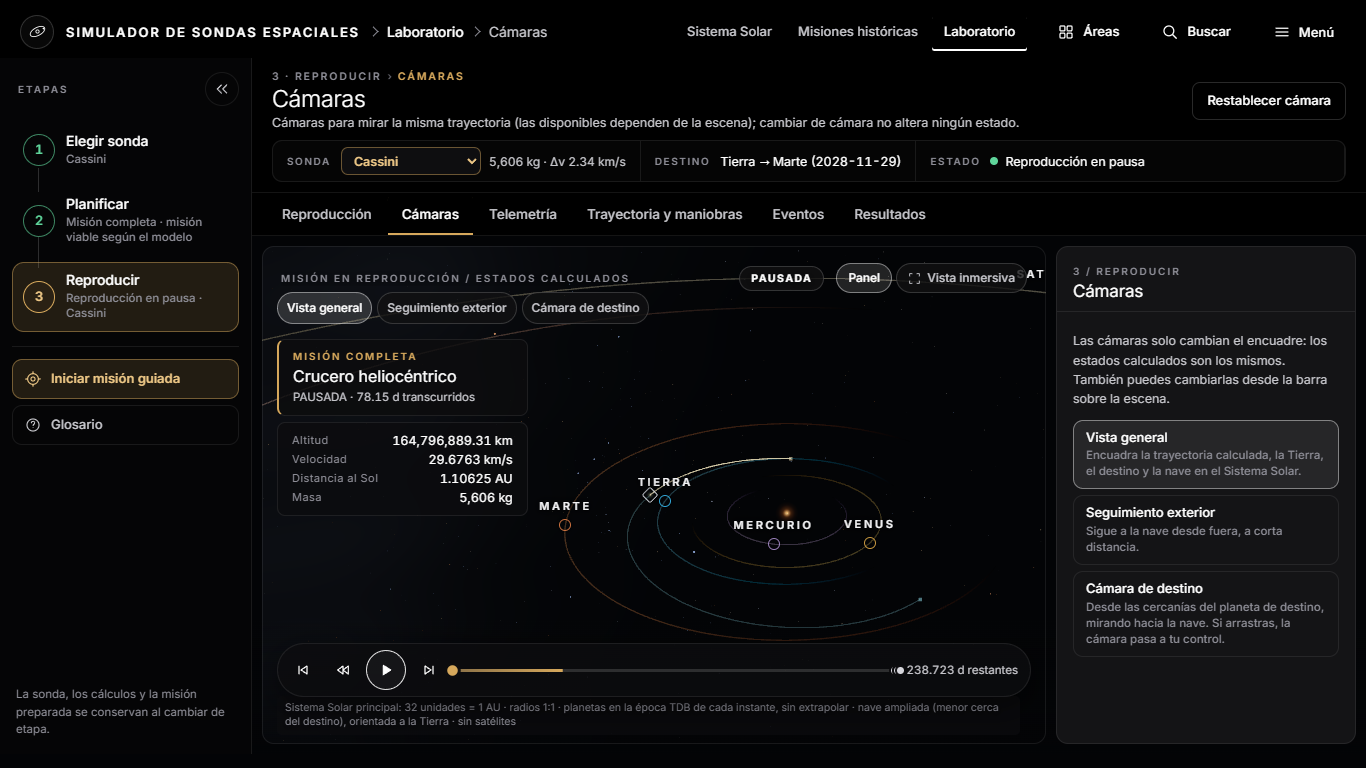 SIMULADOR DE SONDAS ESPACIALES
Laboratorio
Cámaras
Sistema Solar
Misiones históricas
Laboratorio
Áreas
Buscar
Menú
ETAPAS
1
Elegir sonda
Cassini
2
Planificar
Misión completa · misión
viable según el modelo
3
Reproducir
Reproducción en pausa ·
Cassini
Iniciar misión guiada
Glosario
La sonda, los cálculos y la misión
preparada se conservan al cambiar de
etapa.
3 · REPRODUCIR › CÁMARAS
Cámaras
Cámaras para mirar la misma trayectoria (las disponibles dependen de la escena); cambiar de cámara no altera ningún estado.
Restablecer cámara
SONDA
Cassini
5,606 kg · Δv 2.34 km/s
DESTINO
Tierra → Marte (2028-11-29)
ESTADO
Reproducción en pausa
Reproducción
Cámaras
Telemetría
Trayectoria y maniobras
Eventos
Resultados
MISIÓN EN REPRODUCCIÓN / ESTADOS CALCULADOS
PAUSADA
Panel
Vista inmersiva
SAT
Vista general
Seguimiento exterior
Cámara de destino
MISIÓN COMPLETA
Crucero heliocéntrico
PAUSADA · 78.15 d transcurridos
Altitud 164,796,889.31 km
Velocidad 29.6763 km/s
Distancia al Sol 1.10625 AU
Masa 5,606 kg
TIERRA
MARTE
MERCURIO
VENUS
238.723 d restantes
Sistema Solar principal: 32 unidades = 1 AU · radios 1:1 · planetas en la época TDB de cada instante, sin extrapolar · nave ampliada (menor cerca
del destino), orientada a la Tierra · sin satélites
3 / REPRODUCIR
Cámaras
Las cámaras solo cambian el encuadre: los
estados calculados son los mismos.
También puedes cambiarlas desde la barra
sobre la escena.
Vista general
Encuadra la trayectoria calculada, la Tierra,
el destino y la nave en el Sistema Solar.
Seguimiento exterior
Sigue a la nave desde fuera, a corta
distancia.
Cámara de destino
Desde las cercanías del planeta de destino,
mirando hacia la nave. Si arrastras, la
cámara pasa a tu control.